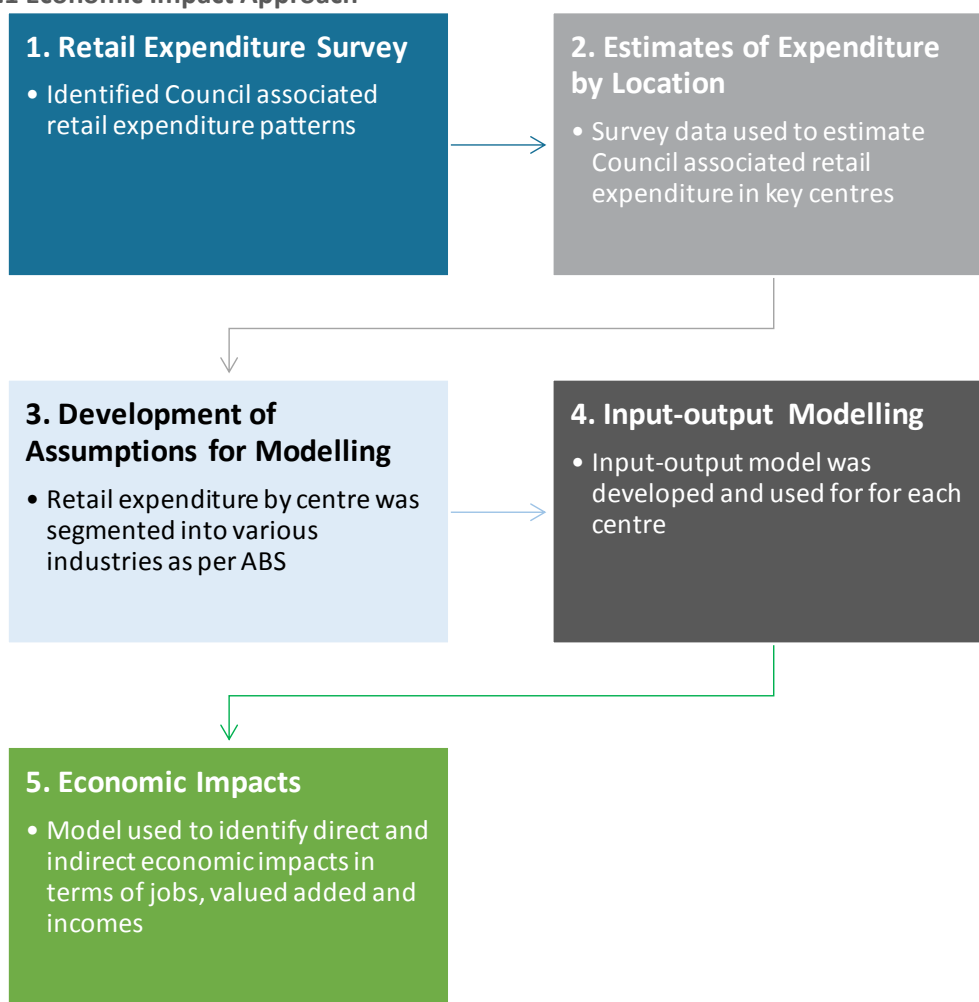 .1 Economic Impact Approach
1. Retail Expenditure Survey
• Identified Council associated
retail expenditure patterns
2. Estimates of Expenditure
by Location
• Survey data used to estimate
Council associated retail
expenditure in key centres
3. Development of
Assumptions for Modelling
• Retail expenditure by centre was
segmented into various
industries as per ABS
4. Input-output Modelling
• Input-output model was
developed and used for for each
centre
5. Economic Impacts
• Model used to identify direct and
indirect economic impacts in
terms of jobs, valued added and
incomes